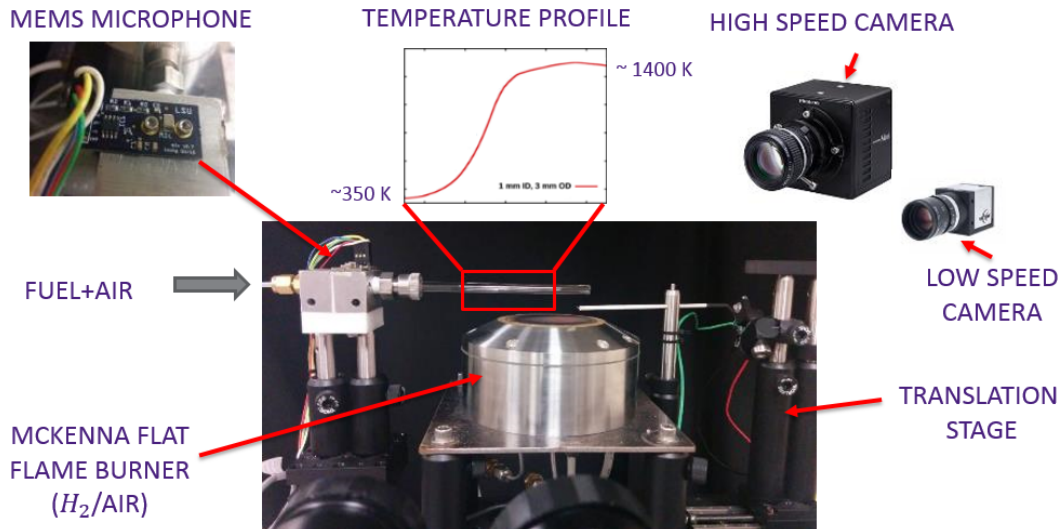 MEMS MICROPHONE
TEMPERATURE PROFILE
HIGH SPEED CAMERA
~ 1400 K
~350 K
1 mm ID, 3 mm OD
FUEL+AIR
LOW SPEED
CAMERA
TRANSLATION
STAGE
MCKENNA FLAT
FLAME BURNER
(H₂/AIR)